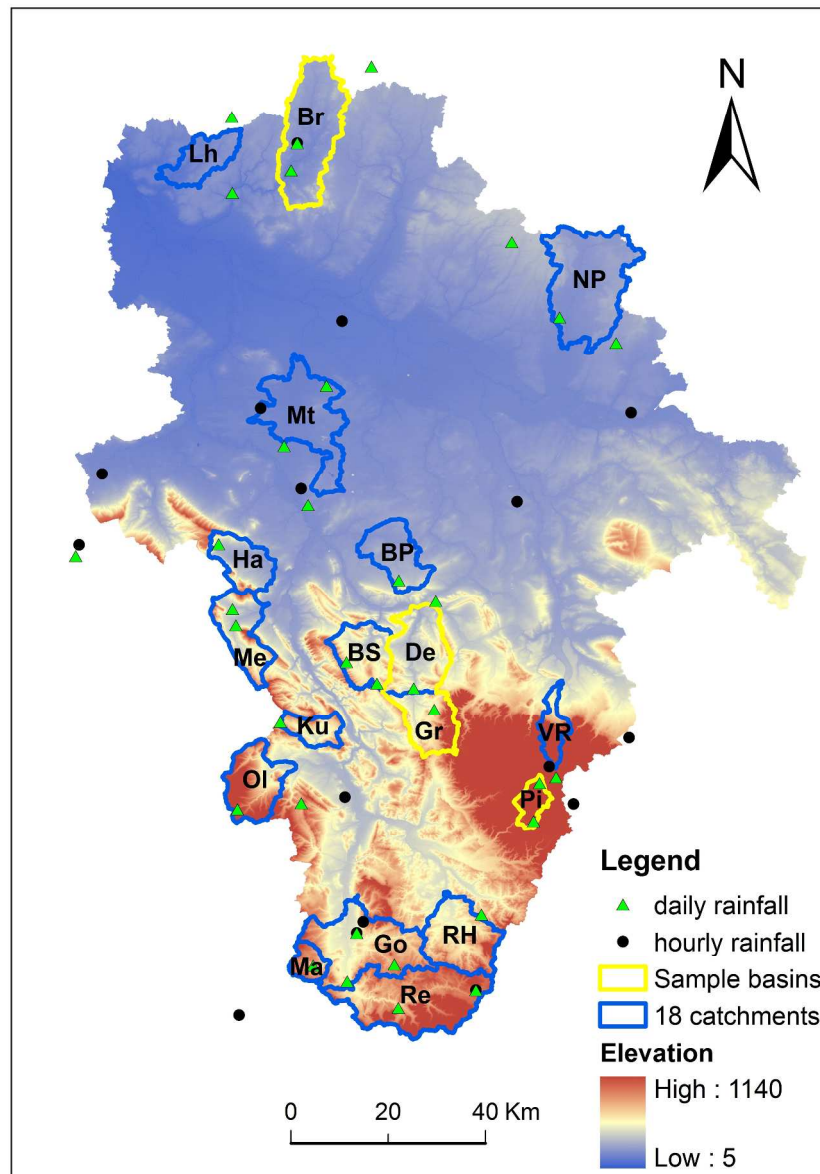 N
Br
Lh
NP
Mt
Ha
BP
Me
BS
De
Ku
Gr
VR
Ol
Pi
Legend
daily rainfall
hourly rainfall
Go
RH
Ma
Sample basins
Re
18 catchments
Elevation
High : 1140
0 20 40 Km
Low : 5